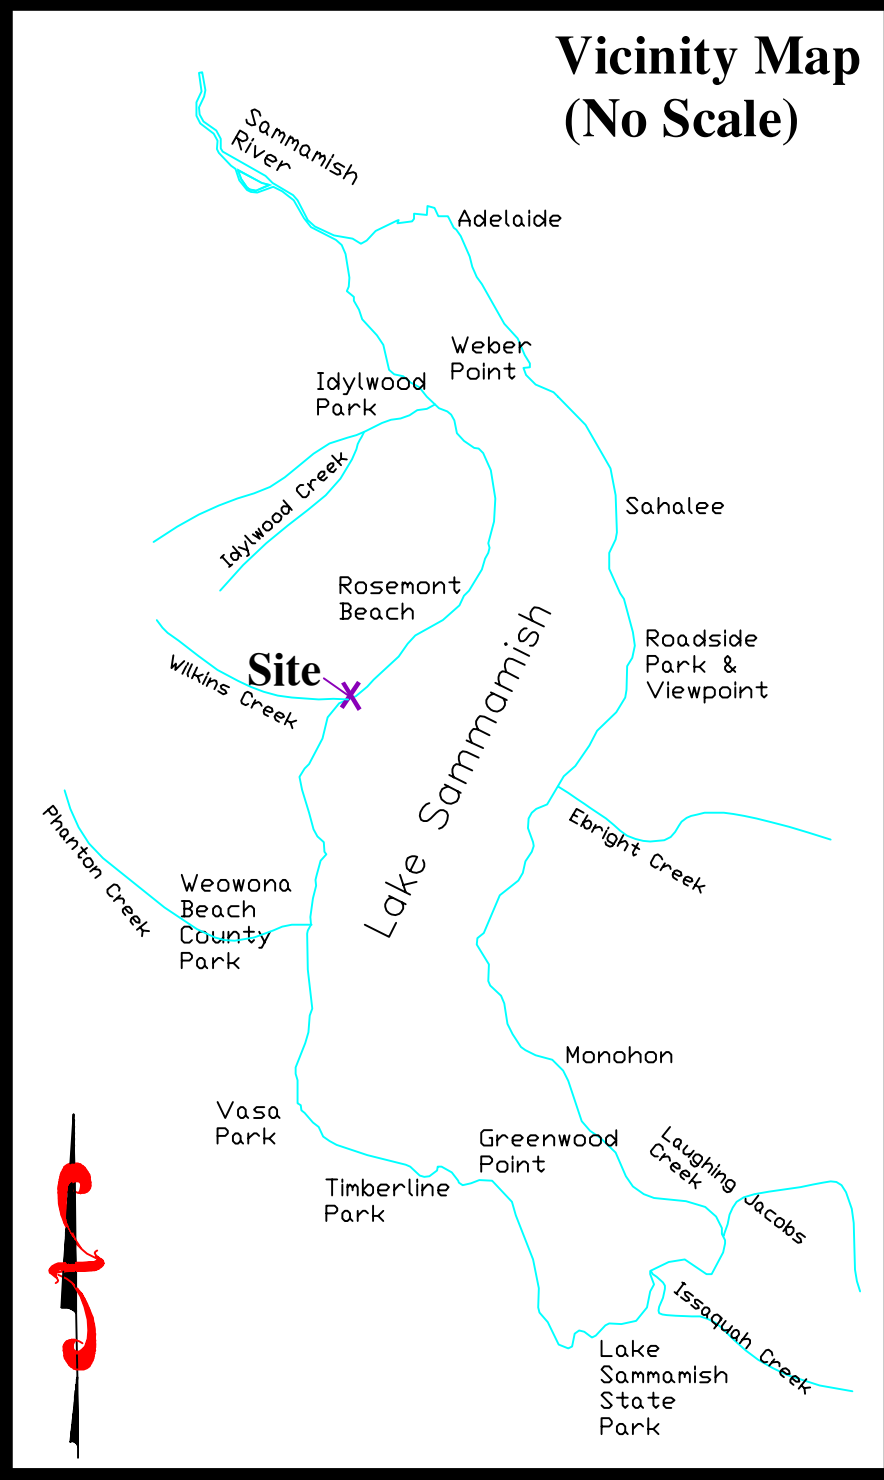 Vicinity Map
(No Scale)
Sammamish
River
Adelaide
Weber
Point
Idylwood
Park
Idylwood Creek
Sahalee
Rosemont
Beach
Roadside
Park &
Viewpoint
Site
Wilkins Creek
Lake Sammamish
Ebright Creek
Phanton Creek
Weowona
Beach
County
Park
Monohon
Vasa
Park
Greenwood
Point
Laughing Jacobs
Creek
Timberline
Park
Issaquah Creek
Lake
Sammamish
State
Park